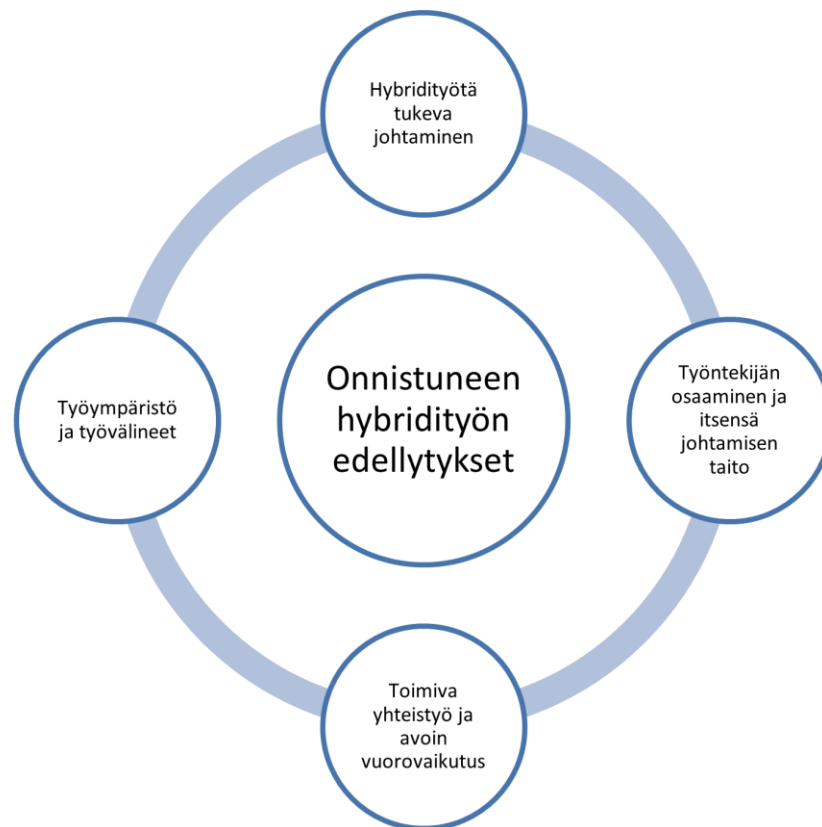 Hybridityötä
tukeva
johtaminen
Onnistuneen
hybridityön
edellytykset
Työntekijän
osaaminen ja
itsensä
johtamisen
taito
Työympäristö
ja työvälineet
Toimiva
yhteistyö ja
avoin
vuorovaikutus